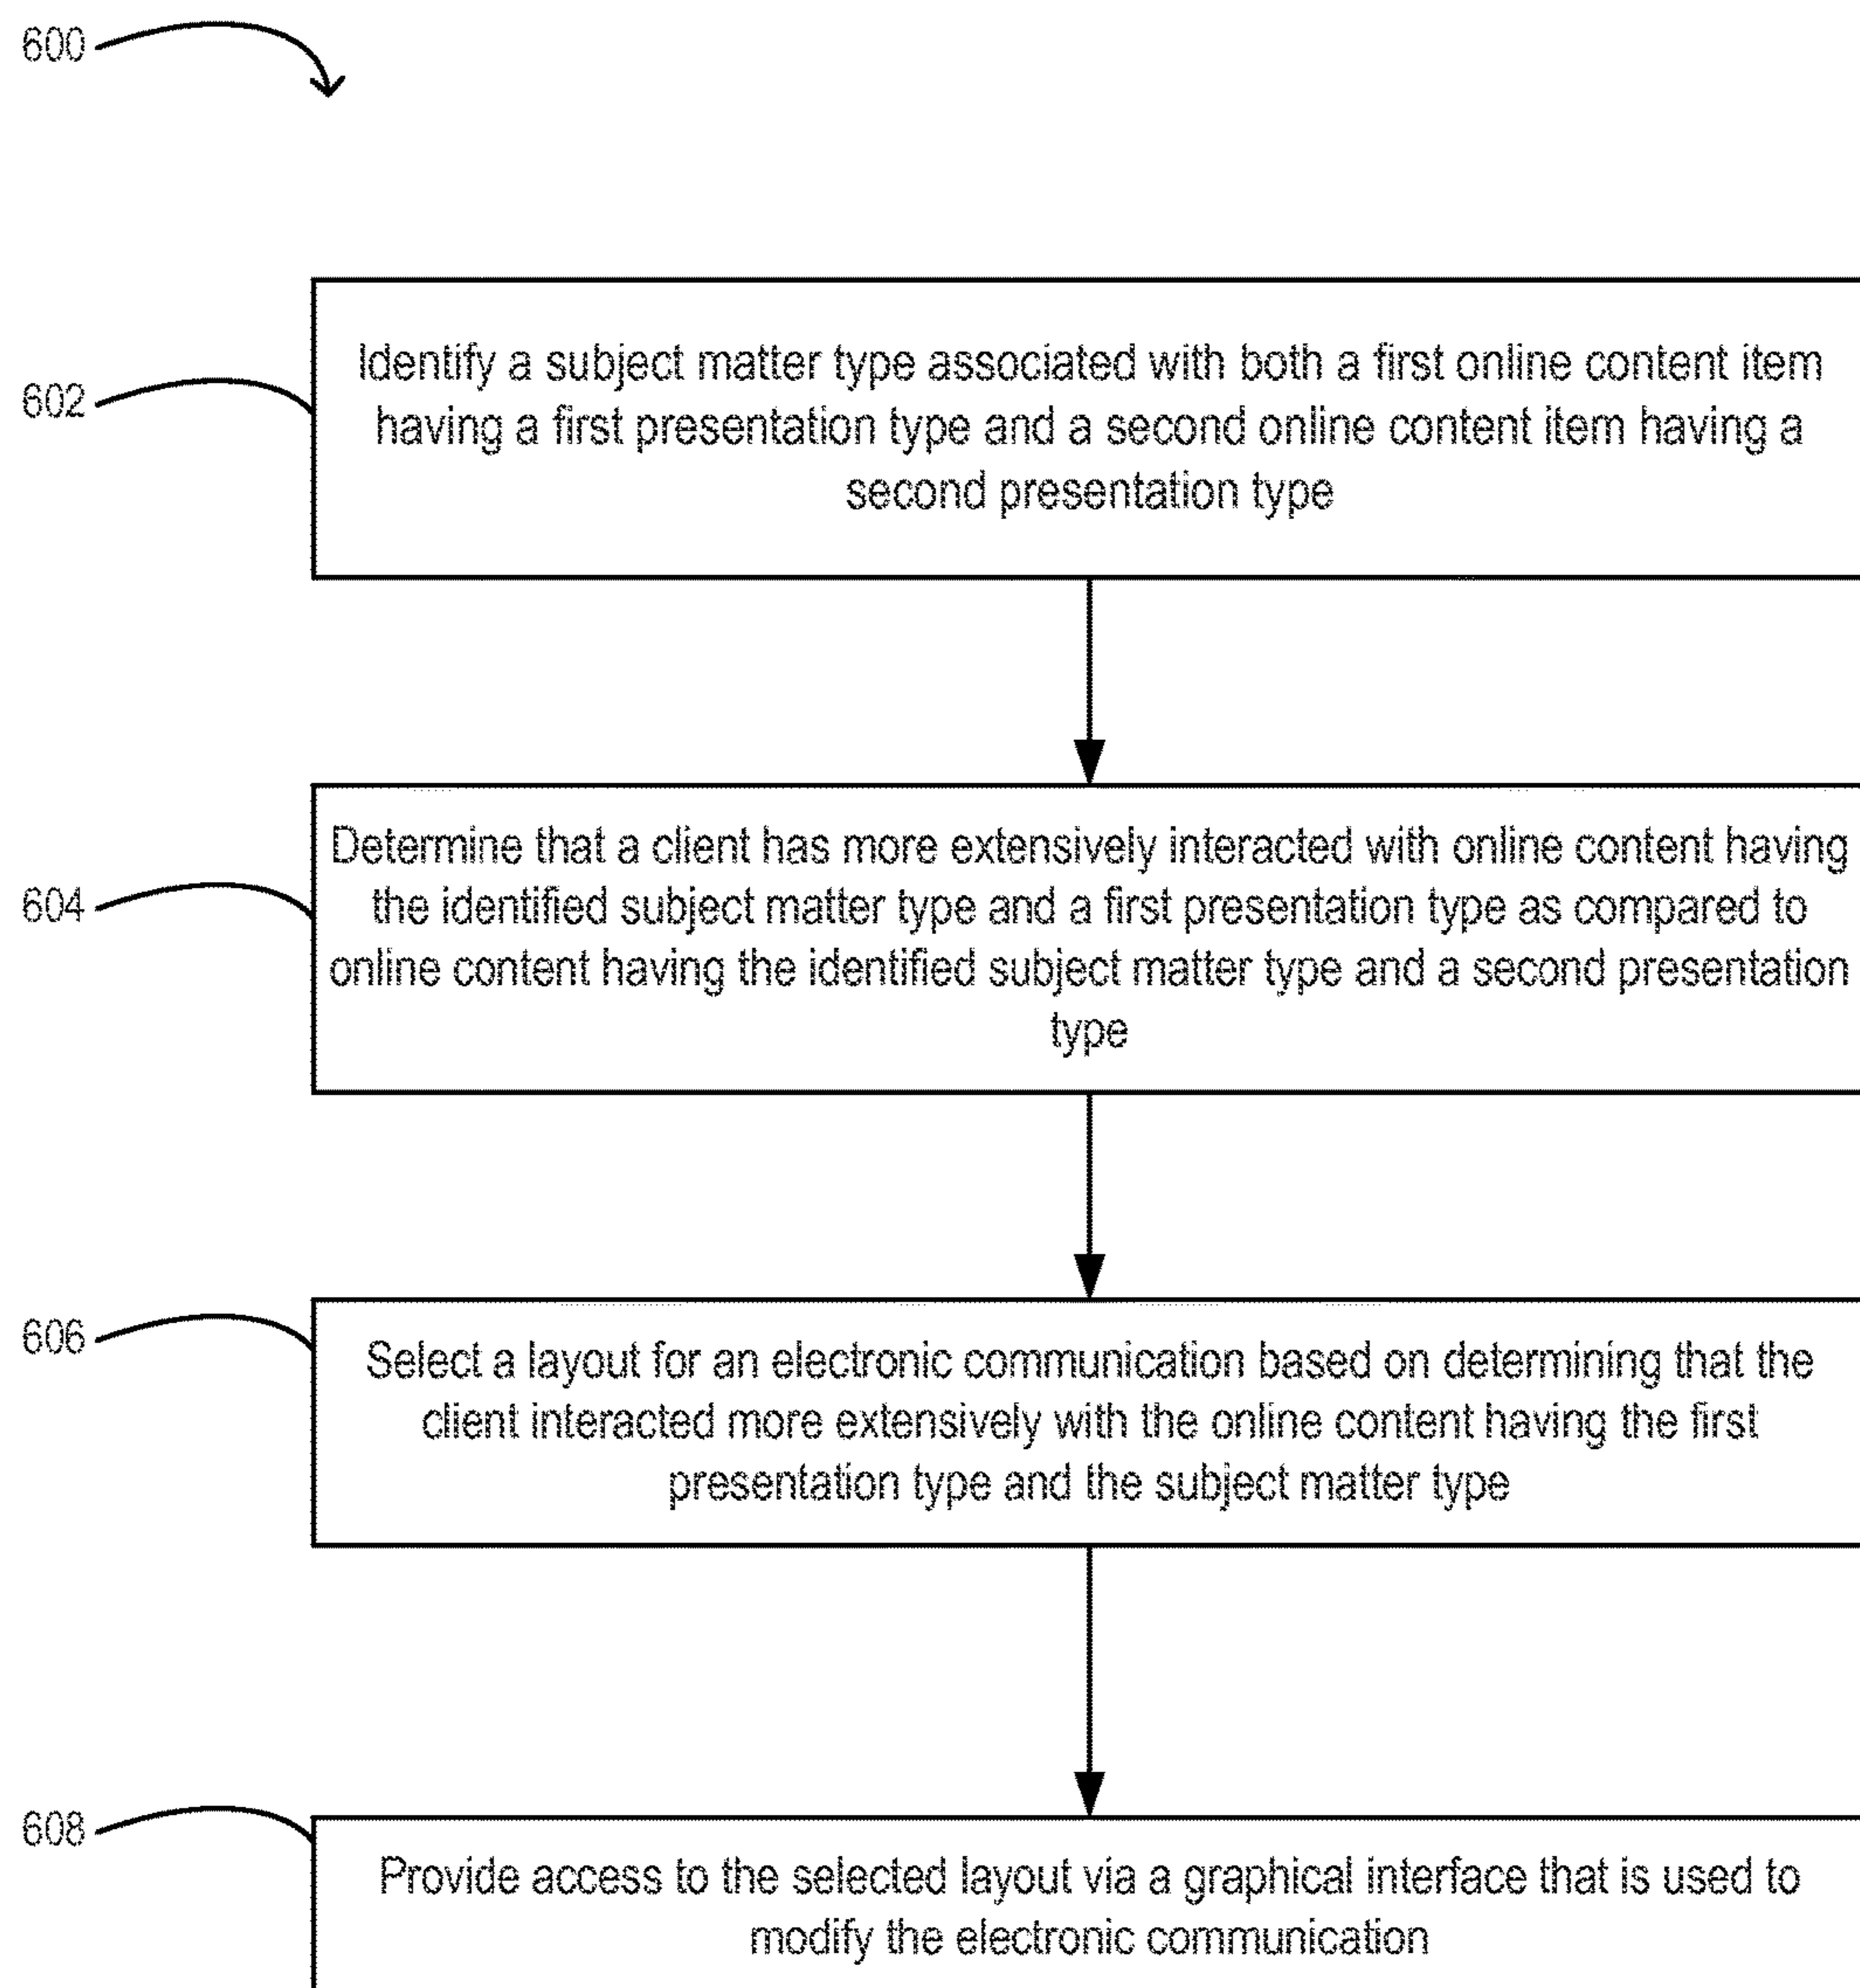 600
602
Identify a subject matter type associated with both a first online content item
having a first presentation type and a second online content item having a
second presentation type
604
Determine that a client has more extensively interacted with online content having
the identified subject matter type and a first presentation type as compared to
online content having the identified subject matter type and a second presentation
type
606
Select a layout for an electronic communication based on determining that the
client interacted more extensively with the online content having the first
presentation type and the subject matter type
608
Provide access to the selected layout via a graphical interface that is used to
modify the electronic communication